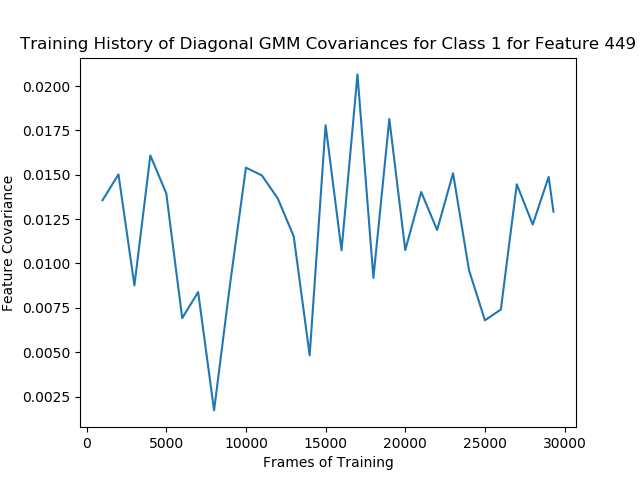 Training History of Diagonal GMM Covariances for Class 1 for Feature 449
0.0200
0.0175
0.0150
0.0125
0.0100
0.0075
0.0050
0.0025
Feature Covariance
0 5000 10000 15000 20000 25000 30000
Frames of Training